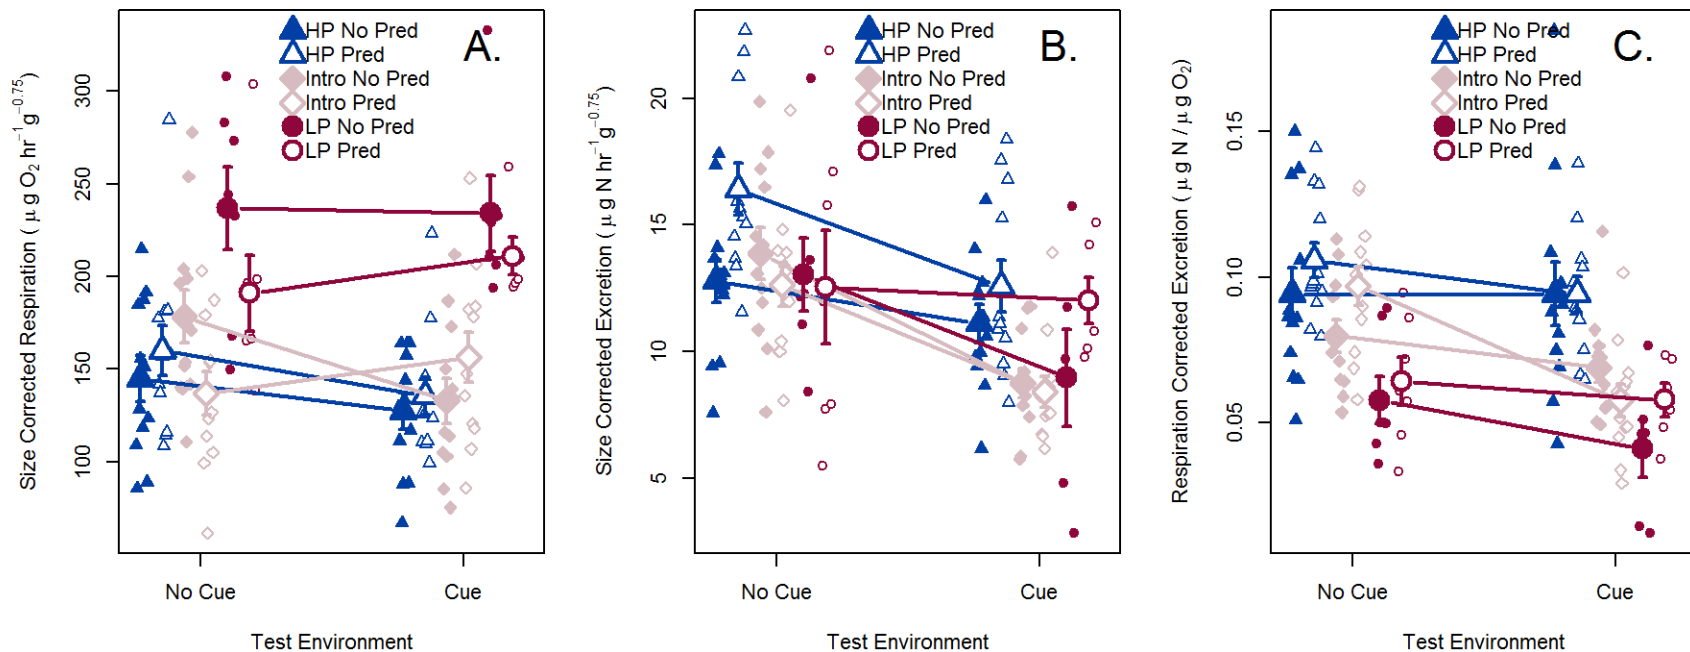 A.
HP No Pred
HP Pred
Intro No Pred
Intro Pred
LP No Pred
LP Pred
Size Corrected Respiration ( μ g O₂ hr⁻¹g⁻⁰·⁷⁵)
300
250
200
150
100
No Cue
Cue
Test Environment
B.
HP No Pred
HP Pred
Intro No Pred
Intro Pred
LP No Pred
LP Pred
Size Corrected Excretion ( μ g N hr⁻¹g⁻⁰·⁷⁵)
20
15
10
5
No Cue
Cue
Test Environment
C.
HP No Pred
HP Pred
Intro No Pred
Intro Pred
LP No Pred
LP Pred
Respiration Corrected Excretion ( μ g N / μ g O₂)
0.15
0.10
0.05
No Cue
Cue
Test Environment